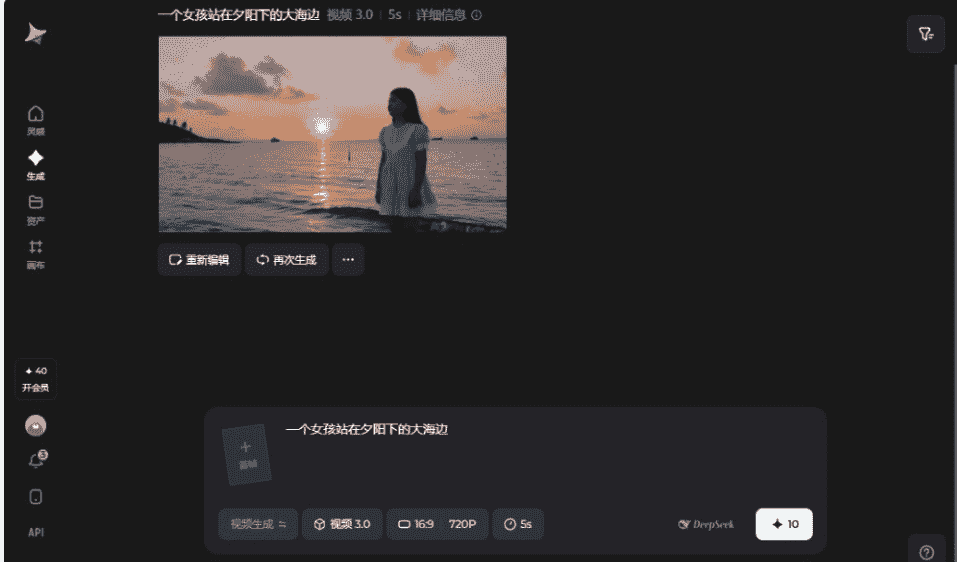 一个女孩站在夕阳下的大海边 视频 3.0 5s 详细信息
灵感
生成
资产
画布
重新编辑 再次生成 ...
40
开会员
3
API
一个女孩站在夕阳下的大海边
首帧
视频生成 视频 3.0 16:9 720P 5s DeepSeek 10